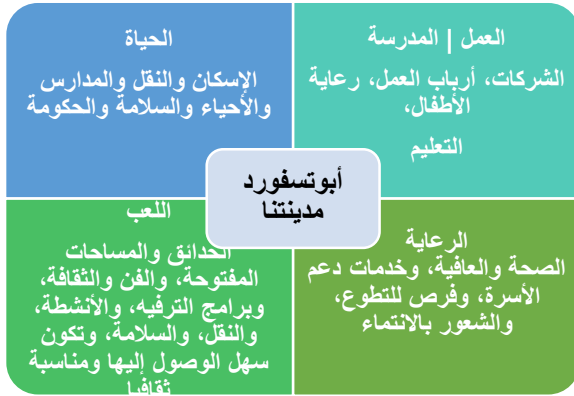 العمل | المدرسة
الشركات، أرباب العمل، رعاية
الأطفال،
التعليم
الحياة
الإسكان والنقل والمدارس
والأحياء والسلامة والحكومة
أبوتسفورد
مدينتنا
الرعاية
الصحة والعافية، وخدمات دعم
الأسرة، وفرص للتطوع،
والشعور بالانتماء
اللعب
الحدائق والمساحات
المفتوحة، والفن والثقافة،
وبرامج الترفيه، والأنشطة،
والنقل، والسلامة، وتكون
سهل الوصول إليها ومناسبة
ثقافيا